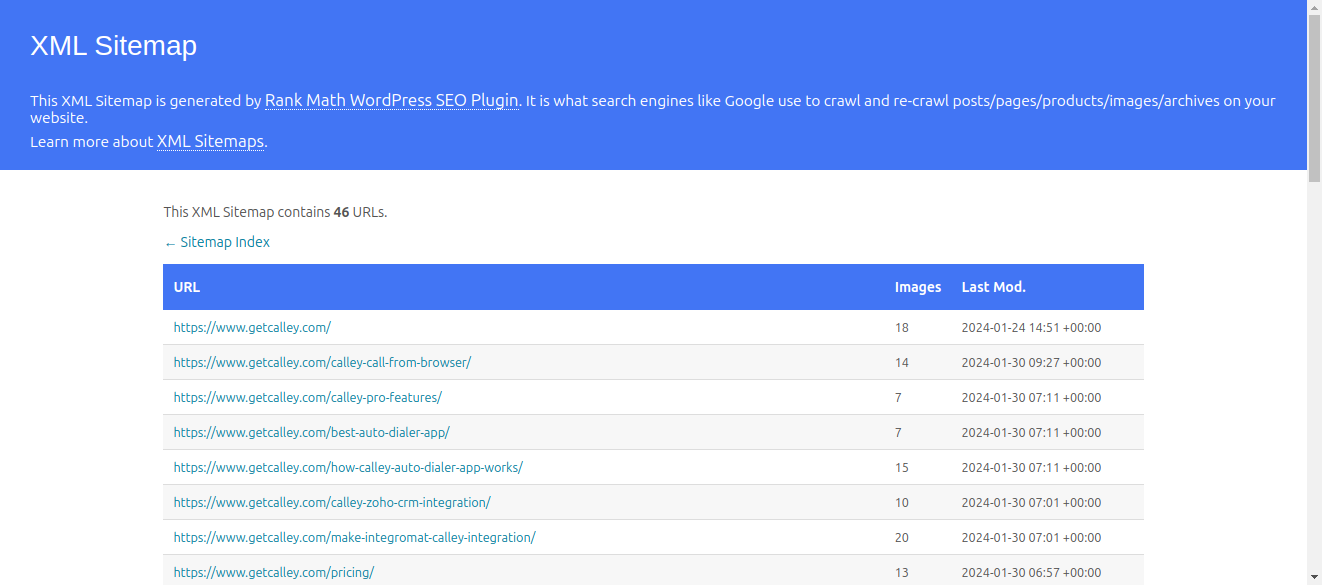 XML Sitemap
This XML Sitemap is generated by Rank Math WordPress SEO Plugin. It is what search engines like Google use to crawl and re-crawl posts/pages/products/images/archives on your
website.
Learn more about XML Sitemaps.
This XML Sitemap contains 46 URLs.
← Sitemap Index
URL Images Last Mod.
https://www.getcalley.com/ 18 2024-01-24 14:51 +00:00
https://www.getcalley.com/calley-call-from-browser/ 14 2024-01-30 09:27 +00:00
https://www.getcalley.com/calley-pro-features/ 7 2024-01-30 07:11 +00:00
https://www.getcalley.com/best-auto-dialer-app/ 7 2024-01-30 07:11 +00:00
https://www.getcalley.com/how-calley-auto-dialer-app-works/ 15 2024-01-30 07:11 +00:00
https://www.getcalley.com/calley-zoho-crm-integration/ 10 2024-01-30 07:01 +00:00
https://www.getcalley.com/make-integromat-calley-integration/ 20 2024-01-30 07:01 +00:00
https://www.getcalley.com/pricing/ 13 2024-01-30 06:57 +00:00